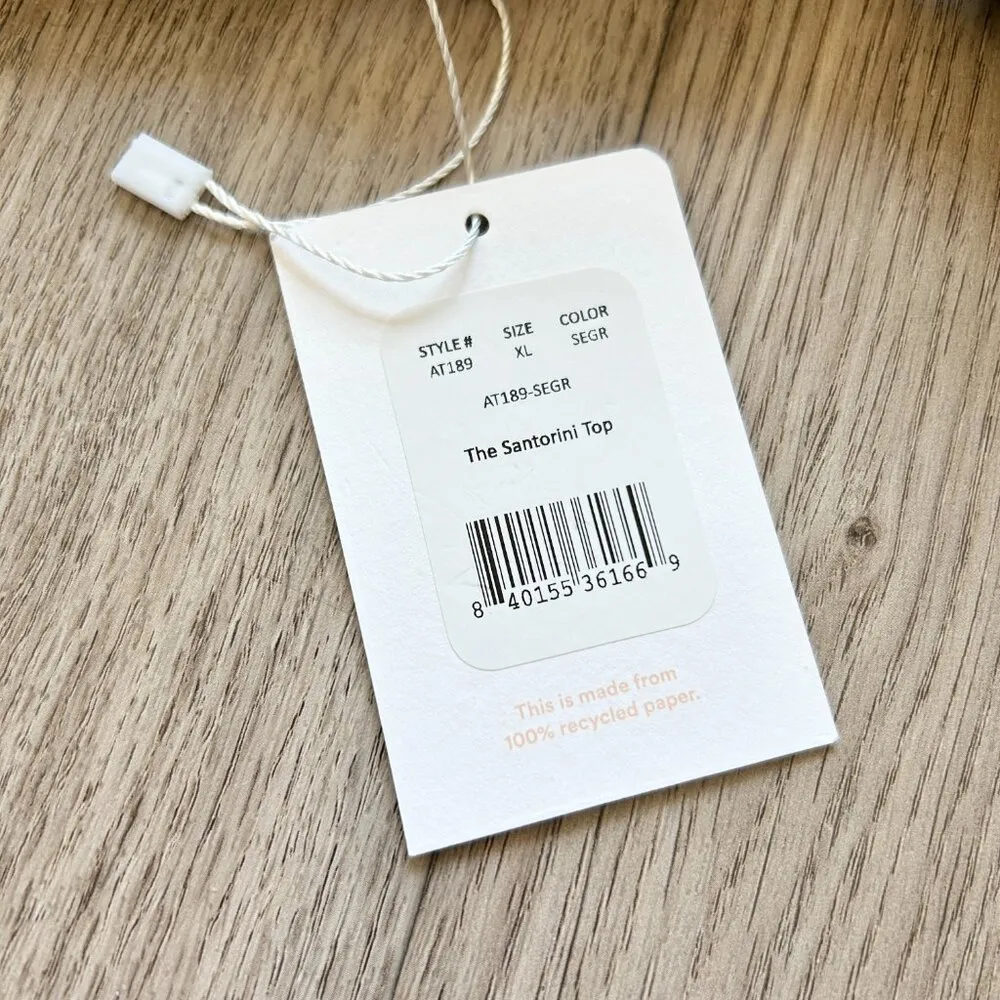 STYLE # SIZE COLOR
AT189 XL SEGR
AT189-SEGR
The Santorini Top
8 40155 36166 9
This is made from
100% recycled paper.